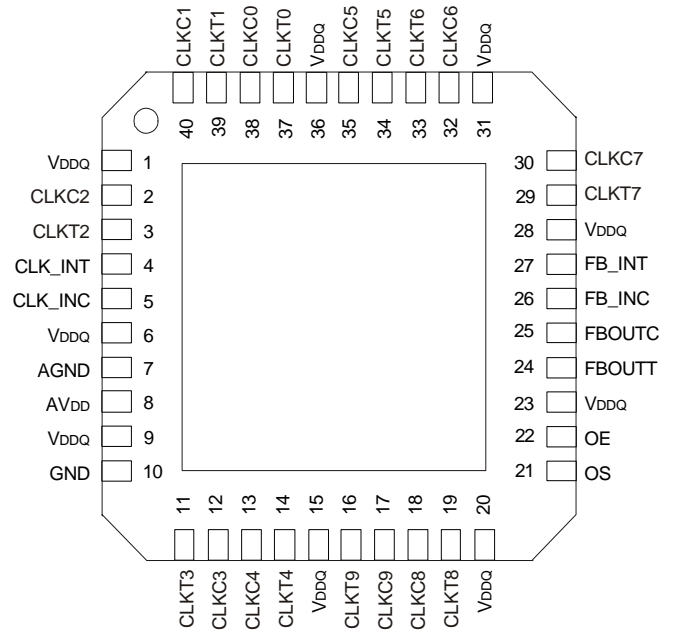 CLKC1 CLKT1 CLKC0 CLKT0 VDDQ CLKC5 CLKT5 CLKT6 CLKC6 VDDQ
40 39 38 37 36 35 34 33 32 31
VDDQ 1 30 CLKC7
CLKC2 2 29 CLKT7
CLKT2 3 28 VDDQ
CLK_INT 4 27 FB_INT
CLK_INC 5 26 FB_INC
VDDQ 6 25 FBOUTC
AGND 7 24 FBOUTT
AVDD 8 23 VDDQ
VDDQ 9 22 OE
GND 10 21 OS
11 12 13 14 15 16 17 18 19 20
CLKT3 CLKC3 CLKC4 CLKT4 VDDQ CLKT9 CLKC9 CLKC8 CLKT8 VDDQ